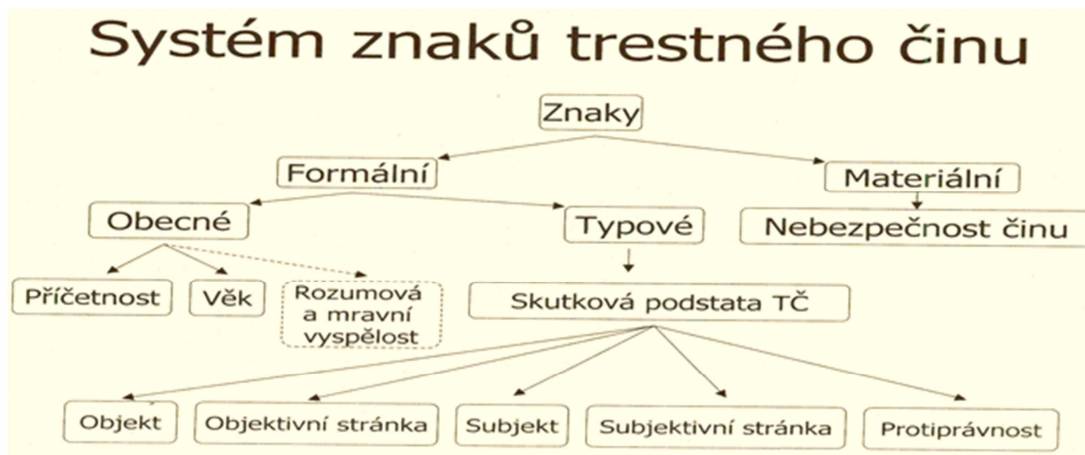 Systém znaků trestného činu
Znaky
Formální
Materiální
Obecné
Typové
Nebezpečnost činu
Příčetnost
Věk
Rozumová
a mravní
vyspělost
Skutková podstata TČ
Objekt
Objektivní stránka
Subjekt
Subjektivní stránka
Protiprávnost